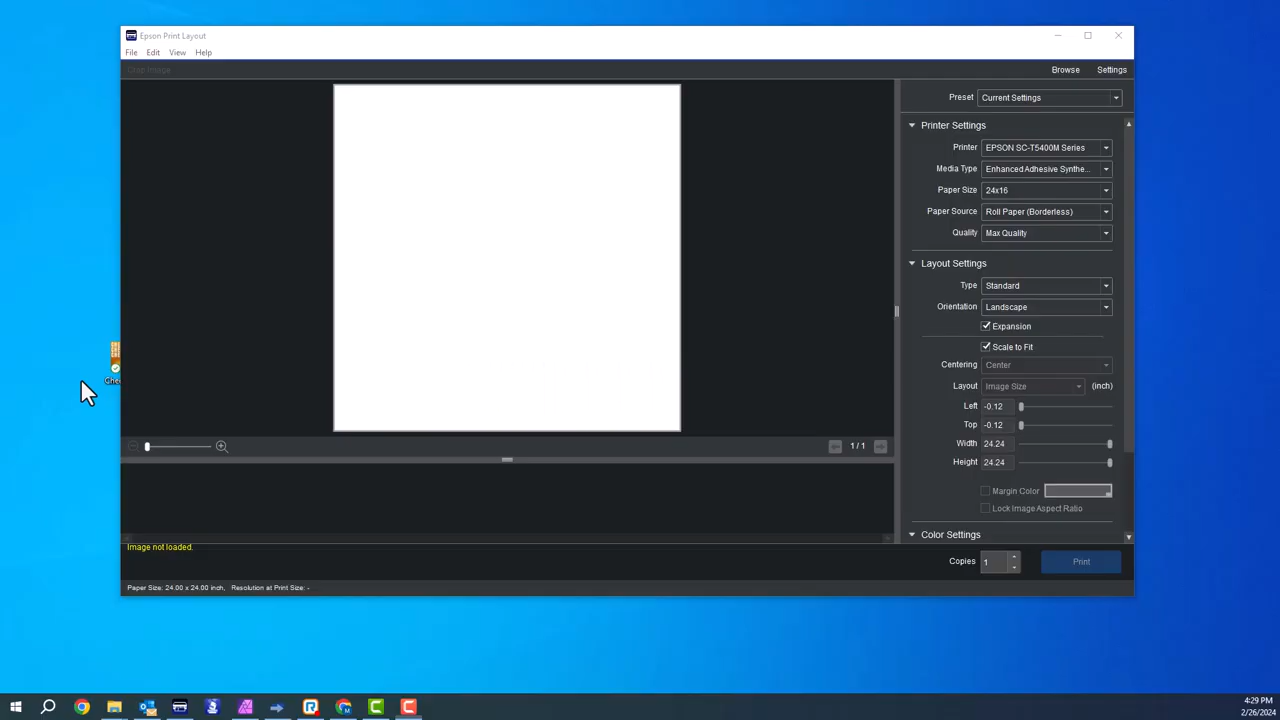 Epson Print Layout
File Edit View Help
Crop Image
Browse Settings
Preset Current Settings
Printer Settings
Printer EPSON SC-T5400M Series
Media Type Enhanced Adhesive Synthe...
Paper Size 24x16
Paper Source Roll Paper (Borderless)
Quality Max Quality
Layout Settings
Type Standard
Orientation Landscape
Expansion
Scale to Fit
Centering Center
Layout Image Size (inch)
Left -0.12
Top -0.12
Width 24.24
Height 24.24
Margin Color
Lock Image Aspect Ratio
Color Settings
1 / 1
Chec
Image not loaded.
Copies 1 Print
Paper Size: 24.00 x 24.00 inch, Resolution at Print Size: -
4:29 PM
2/26/2024